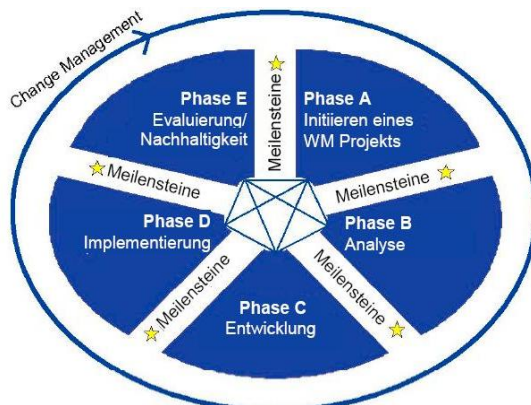 Change Management
Phase A
Initiieren eines
WM Projekts
Meilensteine
Phase B
Analyse
Meilensteine
Phase C
Entwicklung
Meilensteine
Phase D
Implementierung
Meilensteine
Phase E
Evaluierung/
Nachhaltigkeit
Meilensteine